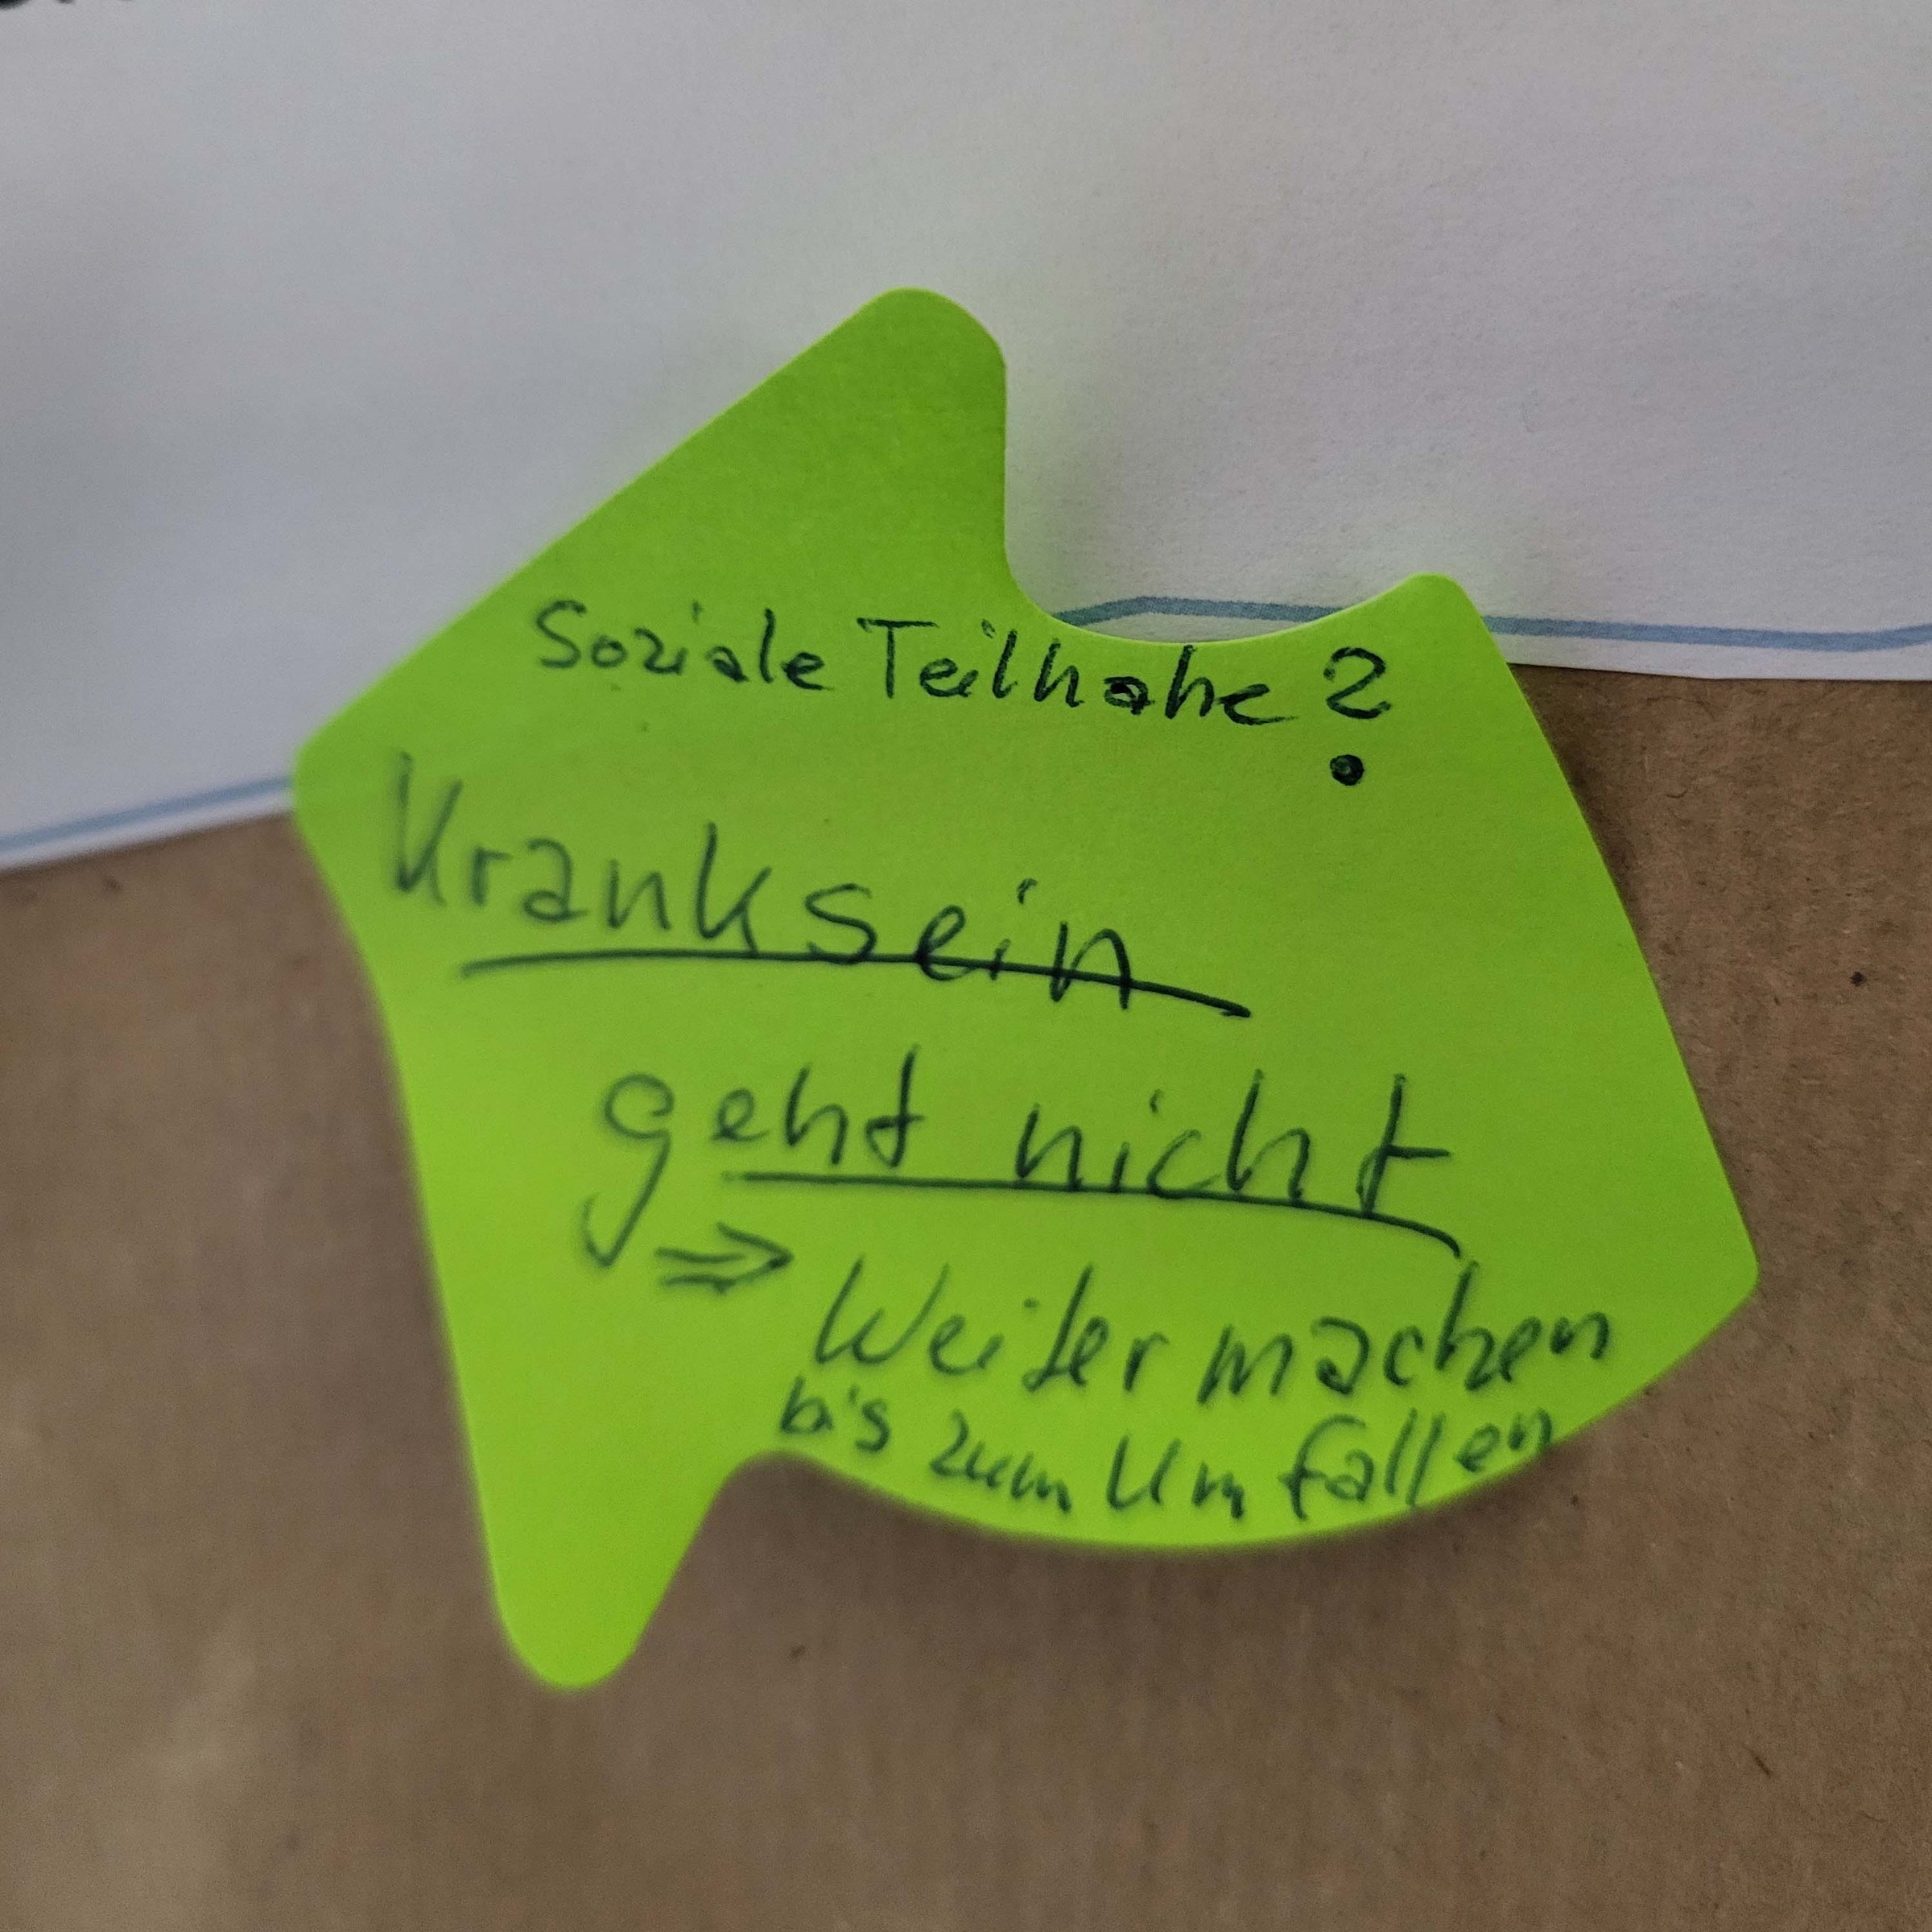 Soziale Teilhabe?
Kranksein
geht nicht
⇒ Weitermachen
bis zum Umfallen